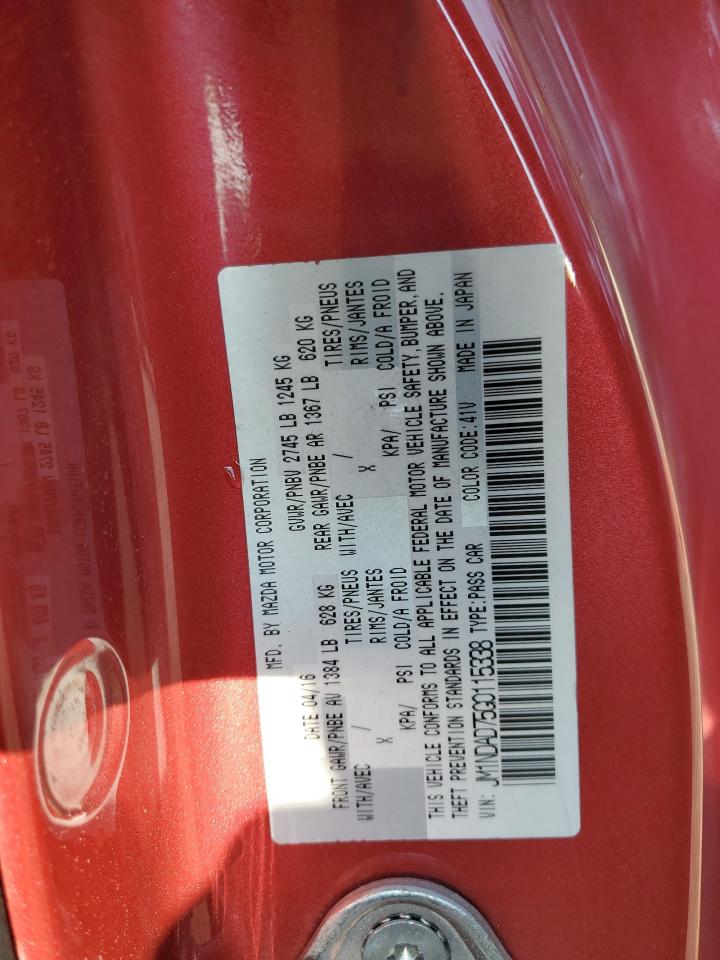 MFD. BY MAZDA MOTOR CORPORATION
DATE 04/16 GVWR/PNBV 2745 LB 1245 KG
FRONT GAWR/PNBE AV 1384 LB 628 KG REAR GAWR/PNBE AR 1367 LB 620 KG
TIRES/PNEUS TIRES/PNEUS
WITH/AVEC / WITH/AVEC /
RIMS/JANTES RIMS/JANTES
X X
KPA/ PSI COLD/A FROID KPA/ PSI COLD/A FROID
THIS VEHICLE CONFORMS TO ALL APPLICABLE FEDERAL MOTOR VEHICLE SAFETY, BUMPER, AND
THEFT PREVENTION STANDARDS IN EFFECT ON THE DATE OF MANUFACTURE SHOWN ABOVE.
VIN: JM1NDAD75G0115338 TYPE:PASS CAR COLOR CODE:41V MADE IN JAPAN